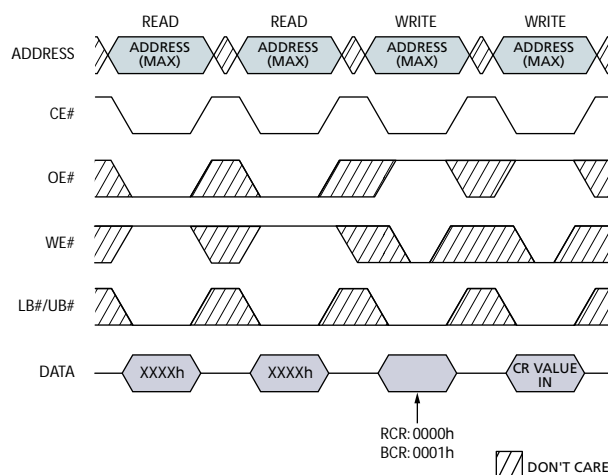 READ READ WRITE WRITE
ADDRESS ADDRESS (MAX) ADDRESS (MAX) ADDRESS (MAX) ADDRESS (MAX)
CE#
OE#
WE#
LB#/UB#
DATA XXXXh XXXXh CR VALUE IN
RCR: 0000h
BCR: 0001h
DON'T CARE